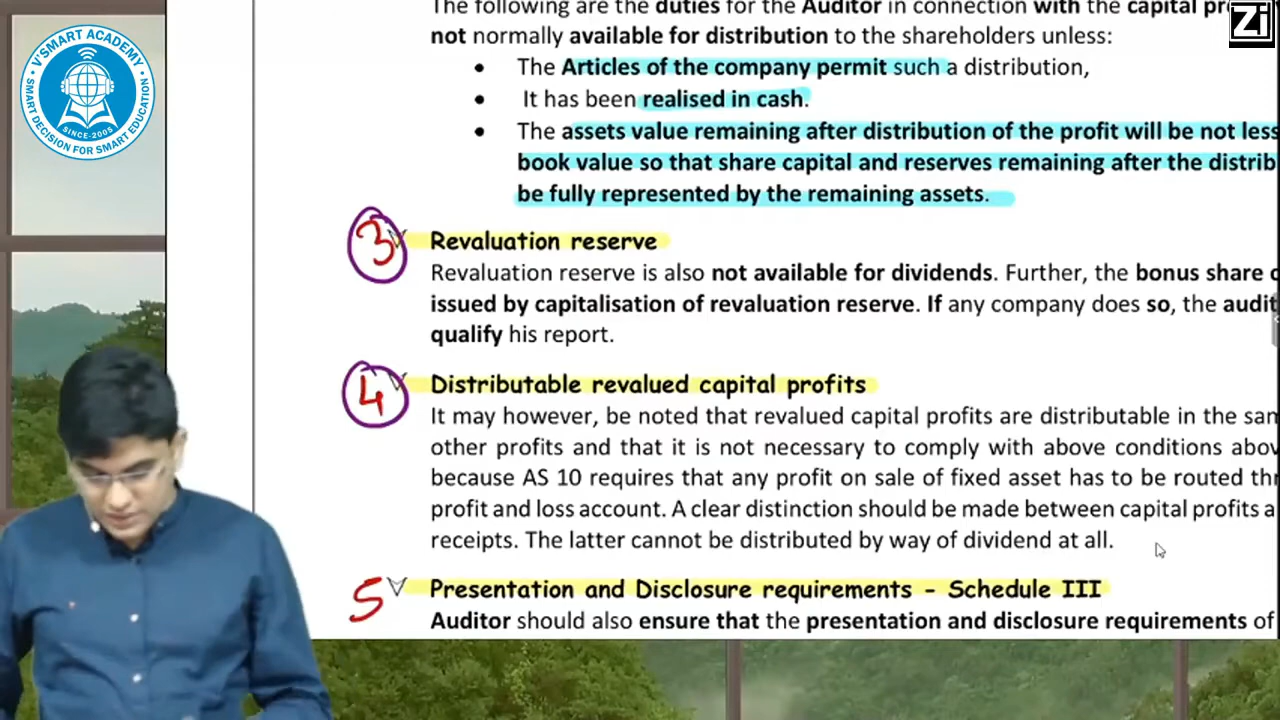 The following are the duties for the Auditor in connection with the capital
not normally available for distribution to the shareholders unless:
• The Articles of the company permit such a distribution,
• It has been realised in cash.
• The assets value remaining after distribution of the profit will be not less
book value so that share capital and reserves remaining after the distrib
be fully represented by the remaining assets.
3 Revaluation reserve
Revaluation reserve is also not available for dividends. Further, the bonus share
issued by capitalisation of revaluation reserve. If any company does so, the audit
qualify his report.
4 Distributable revalued capital profits
It may however, be noted that revalued capital profits are distributable in the
other profits and that it is not necessary to comply with above conditions
because AS 10 requires that any profit on sale of fixed asset has to be routed
profit and loss account. A clear distinction should be made between capital profits a
receipts. The latter cannot be distributed by way of dividend at all.
5 Presentation and Disclosure requirements - Schedule III
Auditor should also ensure that the presentation and disclosure requirements of
V'SMART ACADEMY
SMART DECISION FOR SMART EDUCATION
SINCE-2005
Zi